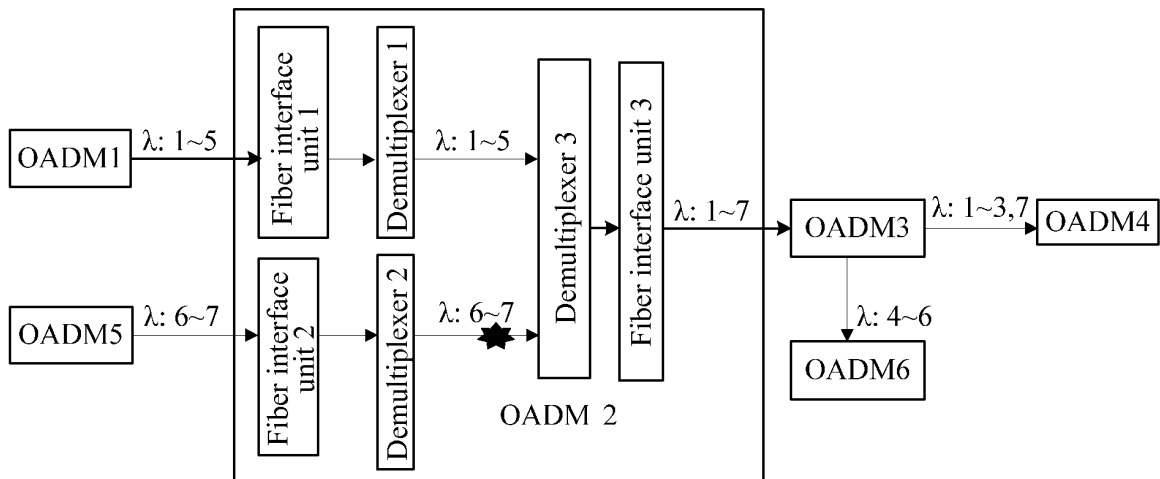 OADM1
λ: 1~5
Fiber interface
unit 1
Demultiplexer 1
λ: 1~5
Demultiplexer 3
Fiber interface unit 3
λ: 1~7
OADM3
λ: 1~3,7
OADM4
OADM5
λ: 6~7
Fiber interface
unit 2
Demultiplexer 2
λ: 6~7
OADM 2
λ: 4~6
OADM6